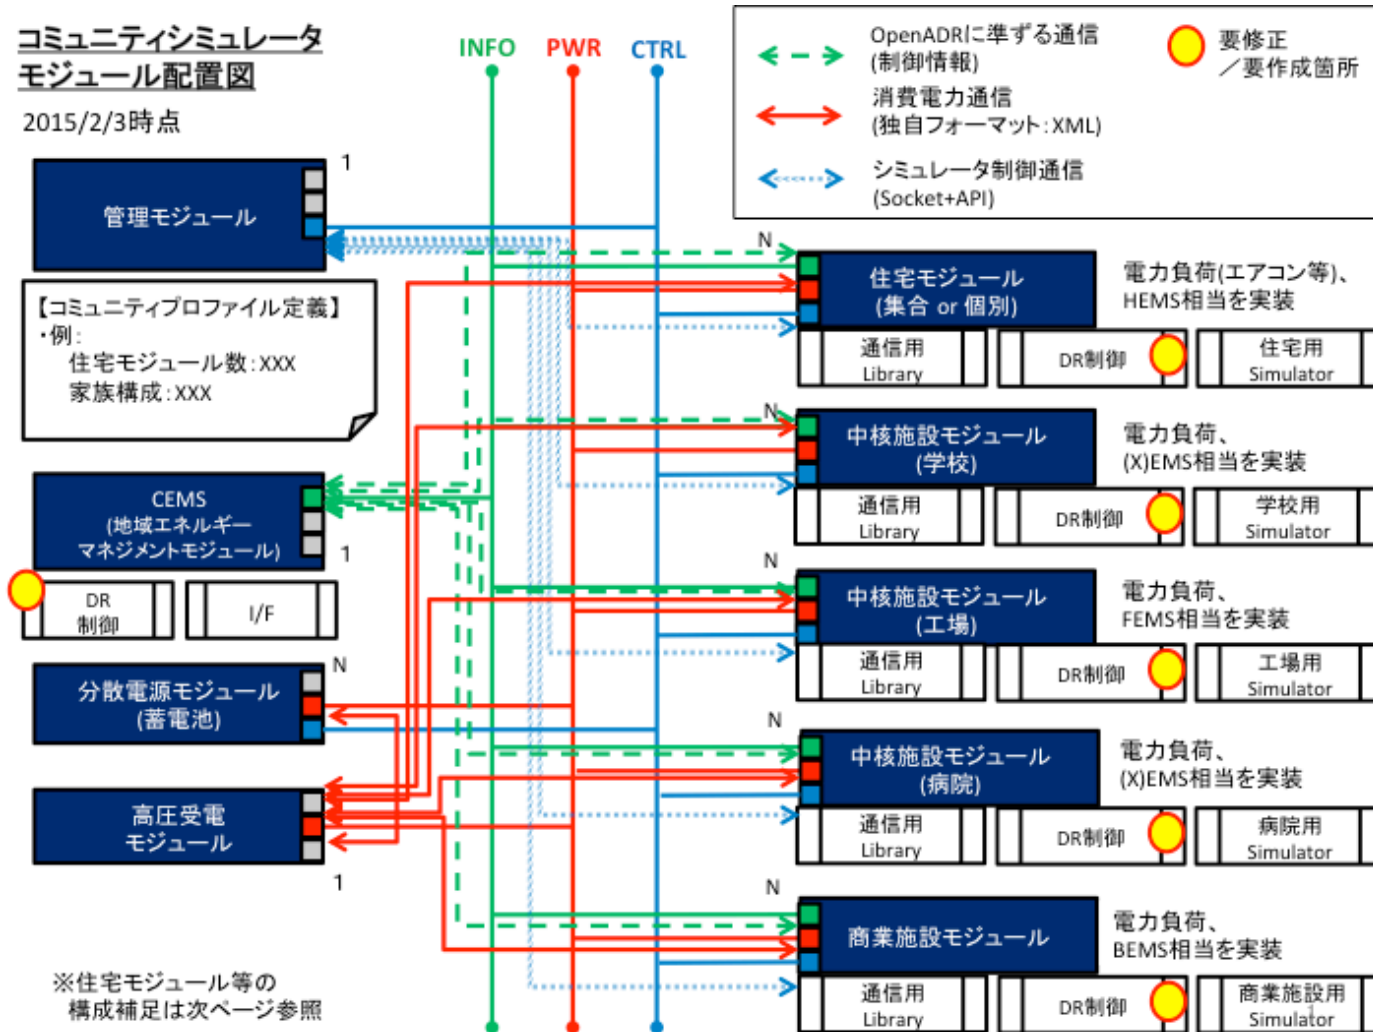 コミュニティシミュレータ
モジュール配置図
2015/2/3時点
INFO
PWR
CTRL
OpenADRに準ずる通信
(制御情報)
消費電力通信
(独自フォーマット:XML)
シミュレータ制御通信
(Socket+API)
要修正
／要作成箇所
管理モジュール
1
【コミュニティプロファイル定義】
・例:
住宅モジュール数:XXX
家族構成:XXX
CEMS
(地域エネルギー
マネジメントモジュール)
1
DR
制御
I/F
分散電源モジュール
(蓄電池)
N
高圧受電
モジュール
1
※住宅モジュール等の
構成補足は次ページ参照
N
住宅モジュール
(集合 or 個別)
電力負荷(エアコン等)、
HEMS相当を実装
通信用
Library
DR制御
住宅用
Simulator
N
中核施設モジュール
(学校)
電力負荷、
(X)EMS相当を実装
通信用
Library
DR制御
学校用
Simulator
N
中核施設モジュール
(工場)
電力負荷、
FEMS相当を実装
通信用
Library
DR制御
工場用
Simulator
N
中核施設モジュール
(病院)
電力負荷、
(X)EMS相当を実装
通信用
Library
DR制御
病院用
Simulator
N
商業施設モジュール
電力負荷、
BEMS相当を実装
通信用
Library
DR制御
商業施設用
Simulator
1